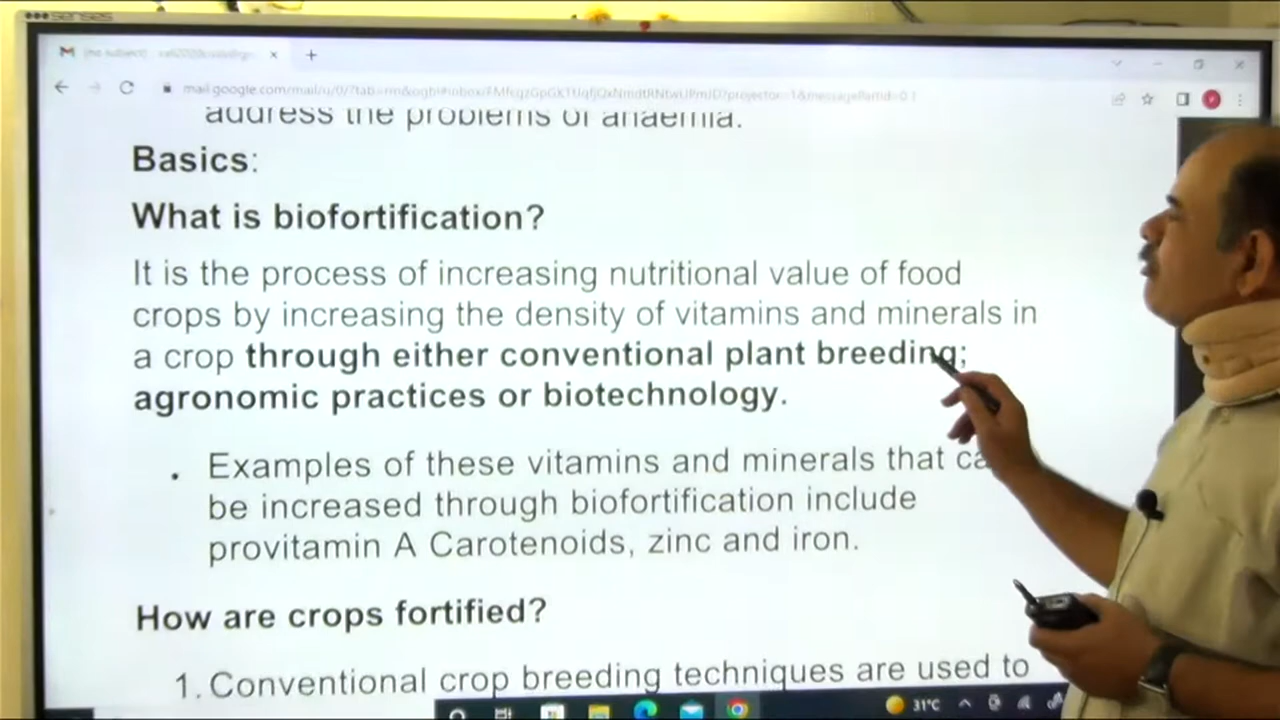 senses
address the problems of anaemia.
Basics:
What is biofortification?
It is the process of increasing nutritional value of food
crops by increasing the density of vitamins and minerals in
a crop through either conventional plant breeding;
agronomic practices or biotechnology.
. Examples of these vitamins and minerals that
be increased through biofortification include
provitamin A Carotenoids, zinc and iron.
How are crops fortified?
1. Conventional crop breeding techniques are used to
31°C